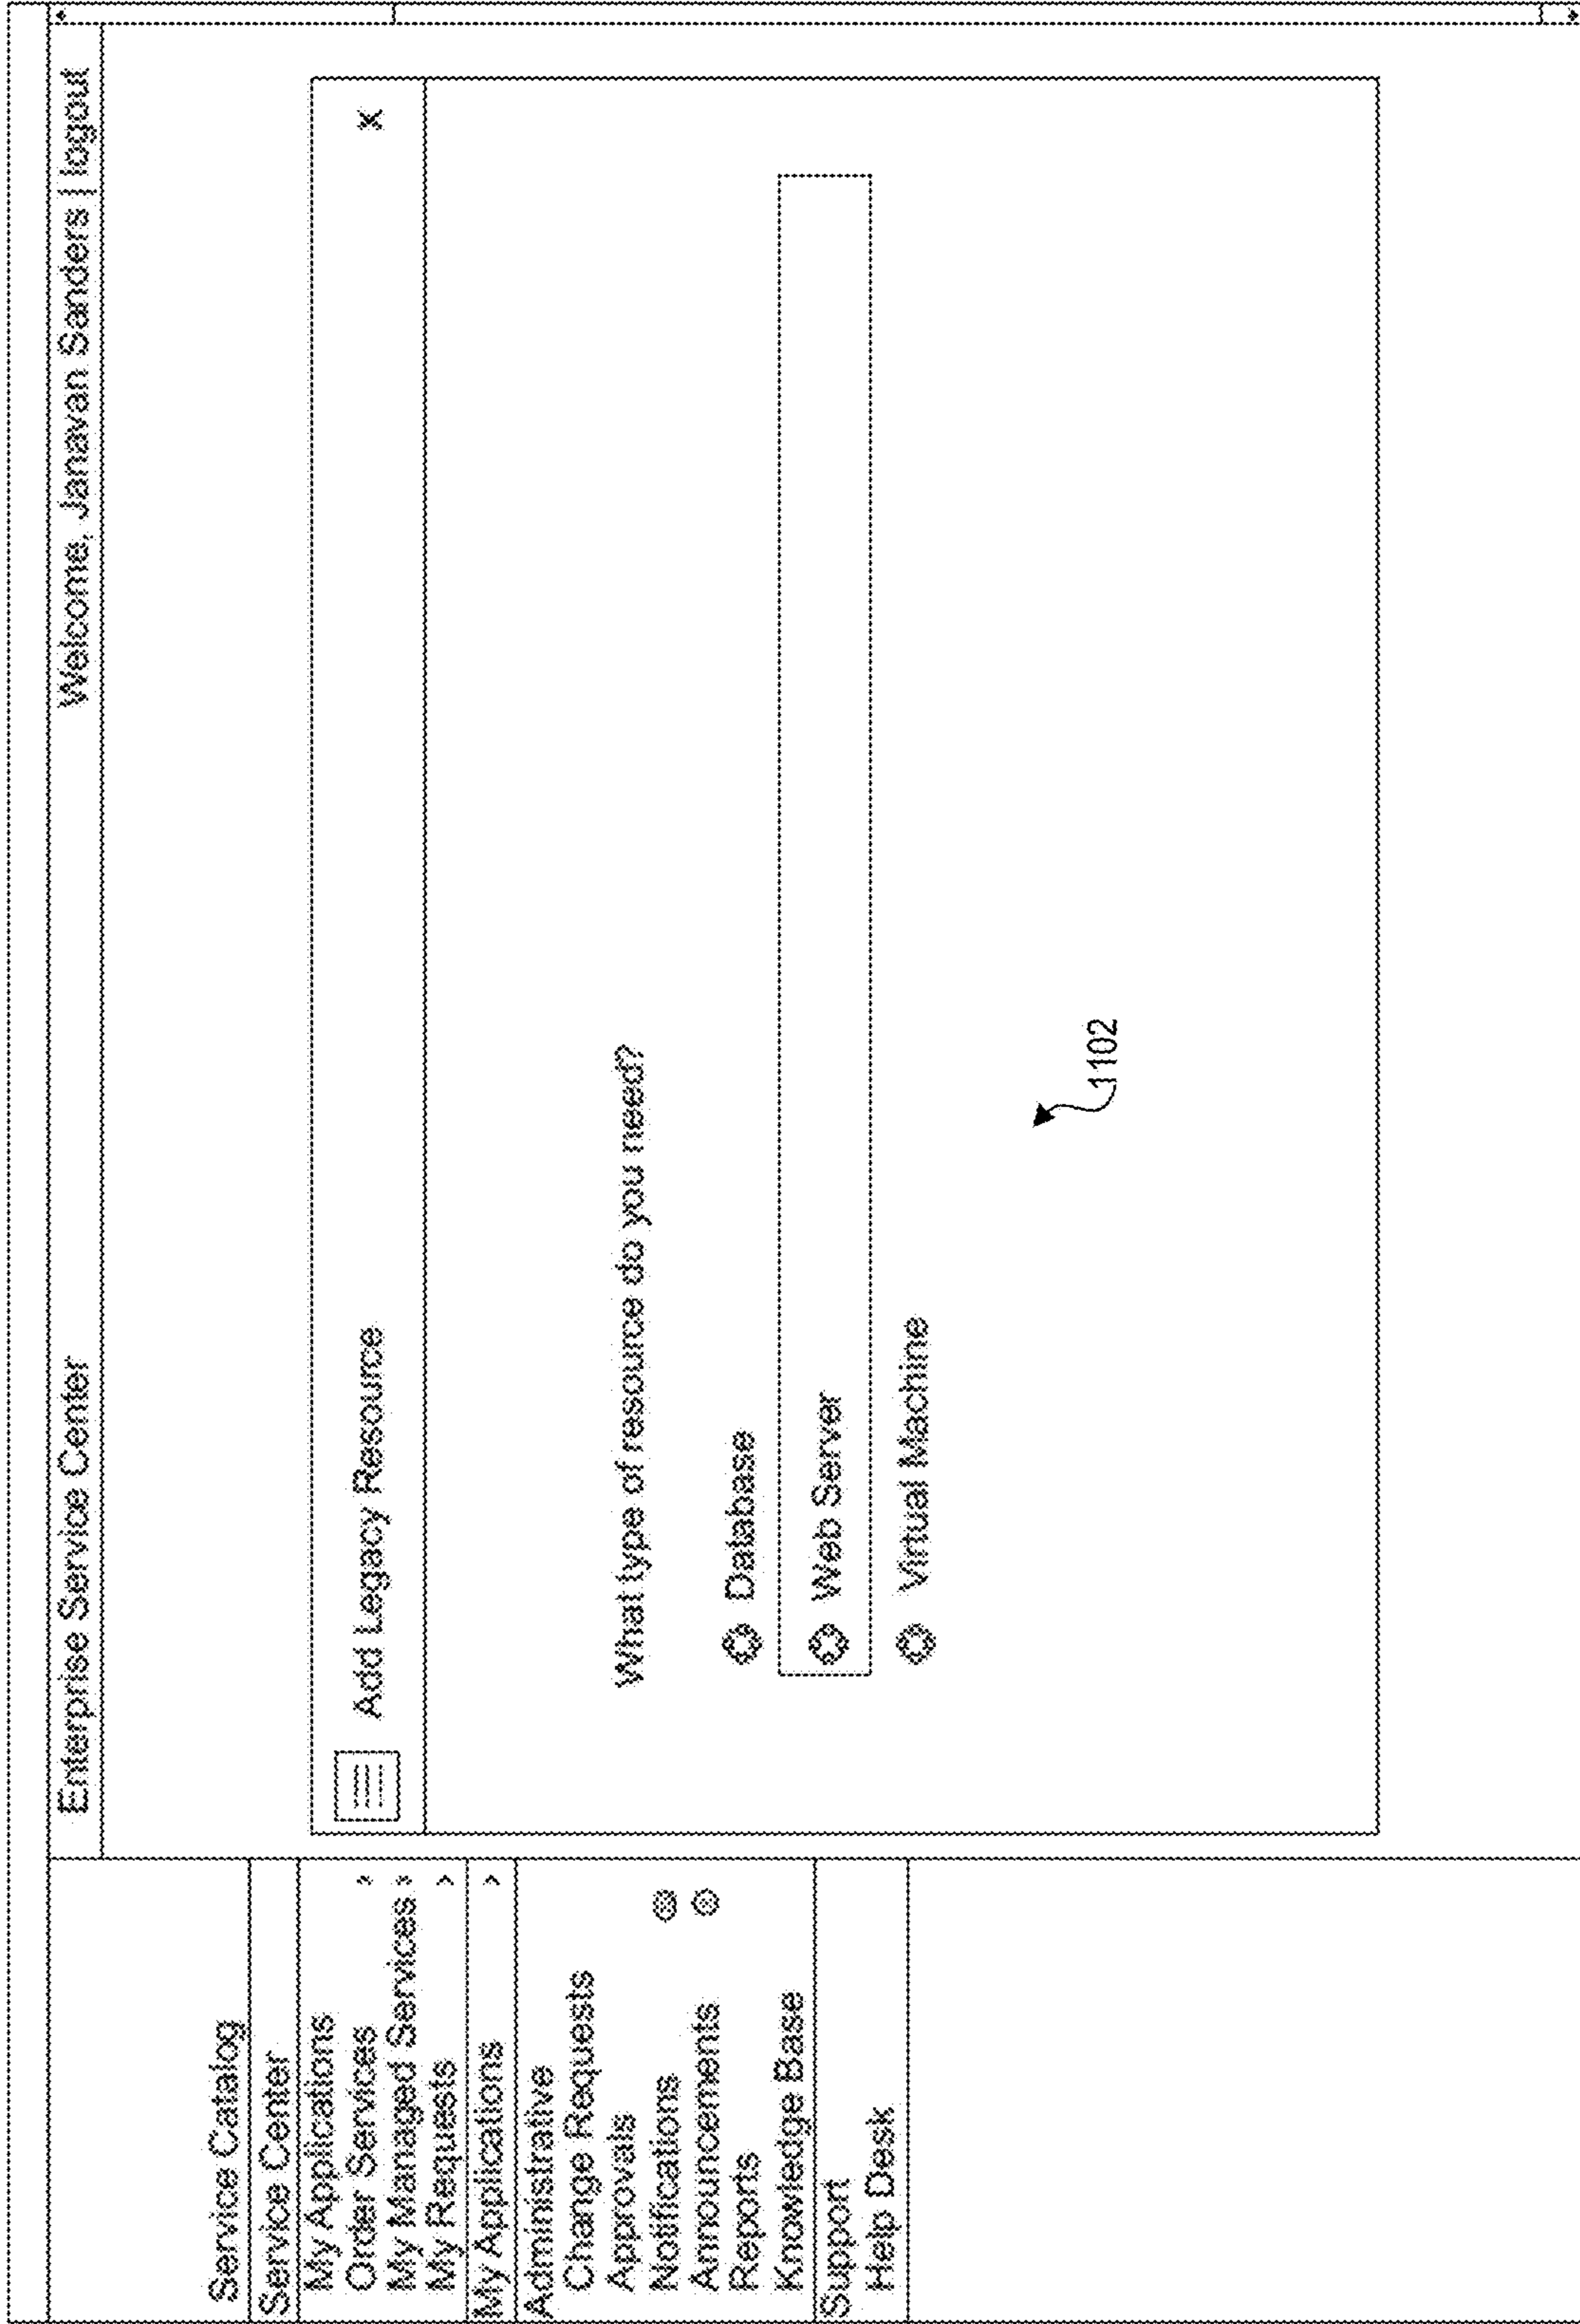 Enterprise Service Center
Welcome, Janavan Sanders | logout
Service Catalog
Service Center
My Applications
Order Services
My Managed Services
My Requests
My Applications
Administrative
Change Requests
Approvals
Notifications
Announcements
Reports
Knowledge Base
Support
Help Desk
Add Legacy Resource
x
What type of resource do you need?
Database
Web Server
Virtual Machine
1102